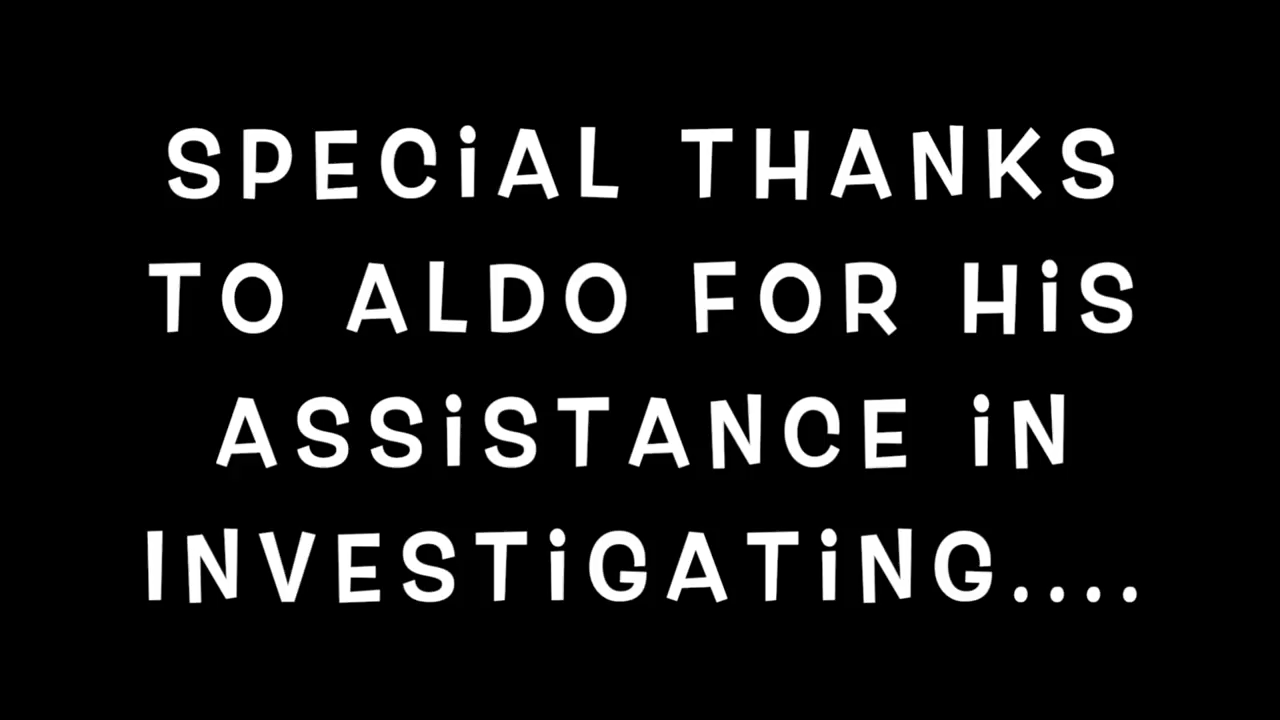 SPECiAL THANKS
TO ALDO FOR HiS
ASSiSTANCE iN
INVESTiGATiNG....